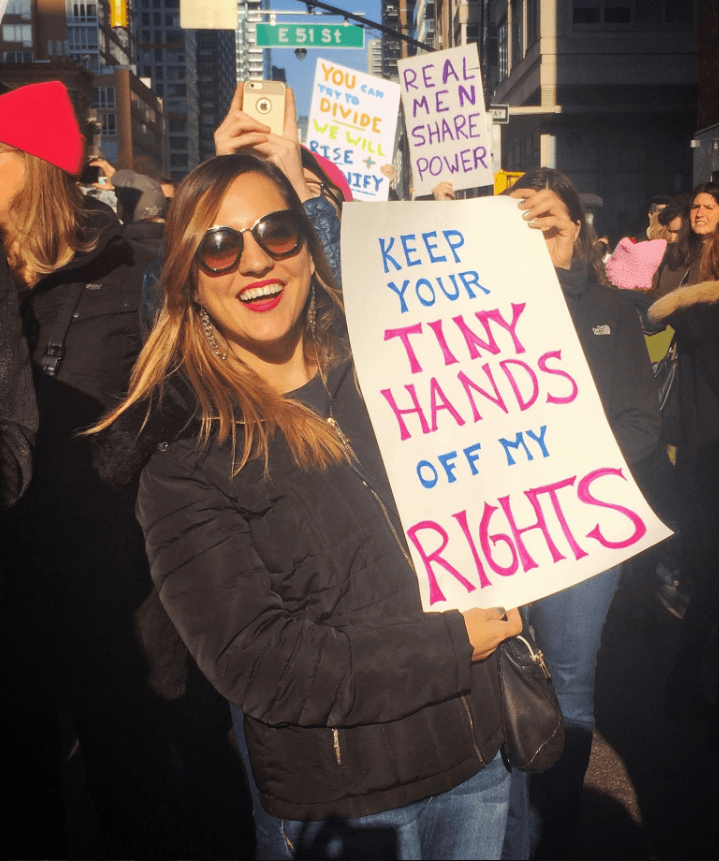 E 51 St
YOU CAN
TRY TO
DIVIDE
WE WILL
RISE +
REAL
MEN
SHARE
POWER
KEEP
YOUR
TINY
HANDS
OFF MY
RIGHTS